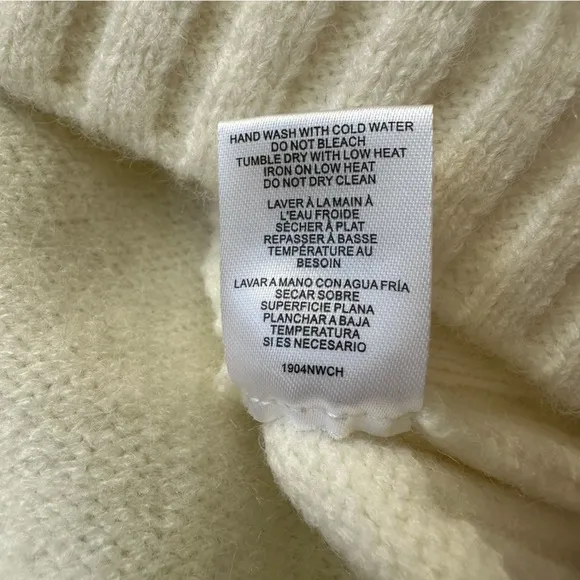 HAND WASH WITH COLD WATER
DO NOT BLEACH
TUMBLE DRY WITH LOW HEAT
IRON ON LOW HEAT
DO NOT DRY CLEAN
LAVER À LA MAIN À
L'EAU FROIDE
SÉCHER À PLAT
REPASSER À BASSE
TEMPÉRATURE AU
BESOIN
LAVAR A MANO CON AGUA FRÍA
SECAR SOBRE
SUPERFICIE PLANA
PLANCHAR A BAJA
TEMPERATURA
SI ES NECESARIO
1904NWCH